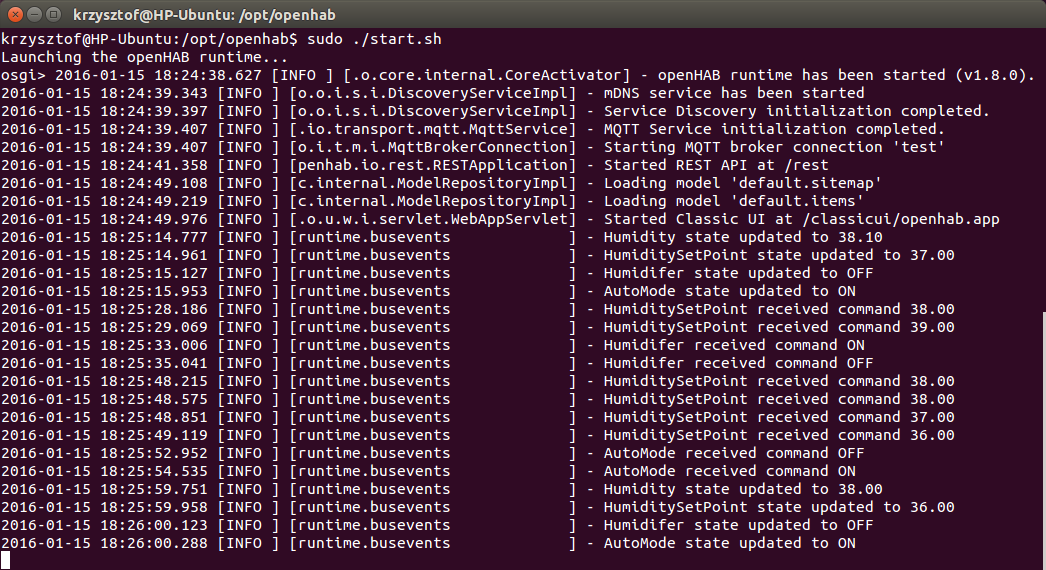 krzysztof@HP-Ubuntu: /opt/openhab
krzysztof@HP-Ubuntu:/opt/openhab$ sudo ./start.sh
Launching the openHAB runtime...
osgi> 2016-01-15 18:24:38.627 [INFO ] [.o.core.internal.CoreActivator] - openHAB runtime has been started (v1.8.0).
2016-01-15 18:24:39.343 [INFO ] [o.o.i.s.i.DiscoveryServiceImpl] - mDNS service has been started
2016-01-15 18:24:39.397 [INFO ] [o.o.i.s.i.DiscoveryServiceImpl] - Service Discovery initialization completed.
2016-01-15 18:24:39.407 [INFO ] [.io.transport.mqtt.MqttService] - MQTT Service initialization completed.
2016-01-15 18:24:39.407 [INFO ] [o.i.t.m.i.MqttBrokerConnection] - Starting MQTT broker connection 'test'
2016-01-15 18:24:41.358 [INFO ] [penhab.io.rest.RESTApplication] - Started REST API at /rest
2016-01-15 18:24:49.108 [INFO ] [c.internal.ModelRepositoryImpl] - Loading model 'default.sitemap'
2016-01-15 18:24:49.219 [INFO ] [c.internal.ModelRepositoryImpl] - Loading model 'default.items'
2016-01-15 18:24:49.976 [INFO ] [.o.u.w.i.servlet.WebAppServlet] - Started Classic UI at /classicui/openhab.app
2016-01-15 18:25:14.777 [INFO ] [runtime.busevents             ] - Humidity state updated to 38.10
2016-01-15 18:25:14.961 [INFO ] [runtime.busevents             ] - HumiditySetPoint state updated to 37.00
2016-01-15 18:25:15.127 [INFO ] [runtime.busevents             ] - Humidifer state updated to OFF
2016-01-15 18:25:15.953 [INFO ] [runtime.busevents             ] - AutoMode state updated to ON
2016-01-15 18:25:28.186 [INFO ] [runtime.busevents             ] - HumiditySetPoint received command 38.00
2016-01-15 18:25:29.069 [INFO ] [runtime.busevents             ] - HumiditySetPoint received command 39.00
2016-01-15 18:25:33.006 [INFO ] [runtime.busevents             ] - Humidifer received command ON
2016-01-15 18:25:35.041 [INFO ] [runtime.busevents             ] - Humidifer received command OFF
2016-01-15 18:25:48.215 [INFO ] [runtime.busevents             ] - HumiditySetPoint received command 38.00
2016-01-15 18:25:48.575 [INFO ] [runtime.busevents             ] - HumiditySetPoint received command 38.00
2016-01-15 18:25:48.851 [INFO ] [runtime.busevents             ] - HumiditySetPoint received command 37.00
2016-01-15 18:25:49.119 [INFO ] [runtime.busevents             ] - HumiditySetPoint received command 36.00
2016-01-15 18:25:52.952 [INFO ] [runtime.busevents             ] - AutoMode received command OFF
2016-01-15 18:25:54.535 [INFO ] [runtime.busevents             ] - AutoMode received command ON
2016-01-15 18:25:59.751 [INFO ] [runtime.busevents             ] - Humidity state updated to 38.00
2016-01-15 18:25:59.958 [INFO ] [runtime.busevents             ] - HumiditySetPoint state updated to 36.00
2016-01-15 18:26:00.123 [INFO ] [runtime.busevents             ] - Humidifer state updated to OFF
2016-01-15 18:26:00.288 [INFO ] [runtime.busevents             ] - AutoMode state updated to ON